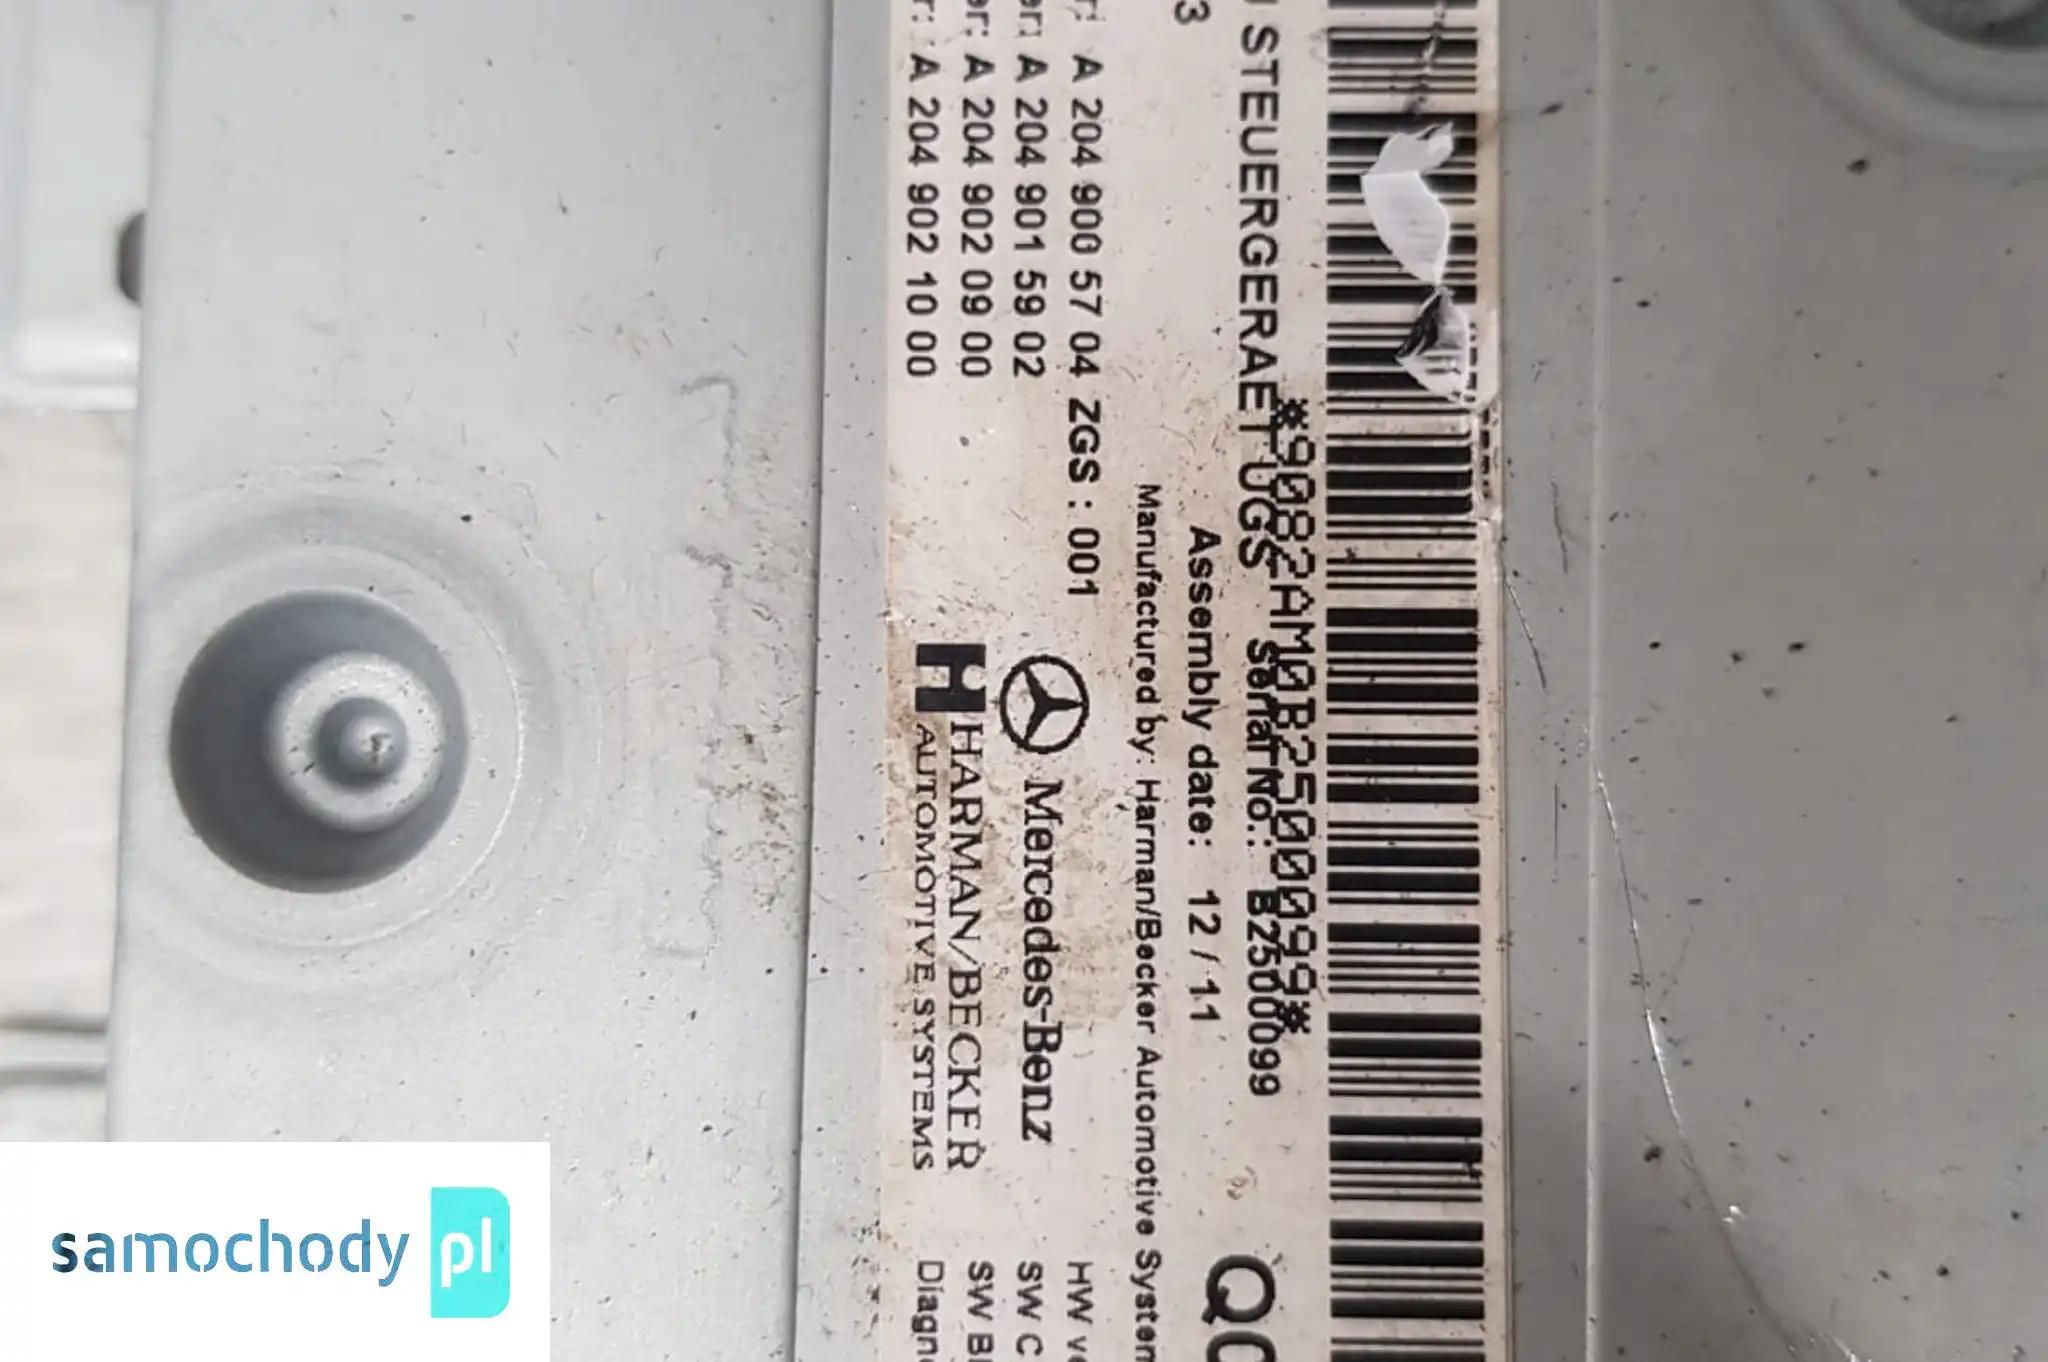 *9082AM0B2500099*
STEUERGERAET UGS Serial No.: B2500099
3 Assembly date: 12 / 11
Manufactured by: Harman/Becker Automotive System
A 204 900 57 04 ZGS : 001 HW
A 204 901 59 02 Mercedes-Benz SW C
A 204 902 09 00 HARMAN/BECKER SW
A 204 902 10 00 AUTOMOTIVE SYSTEMS Diagn
samochody pl